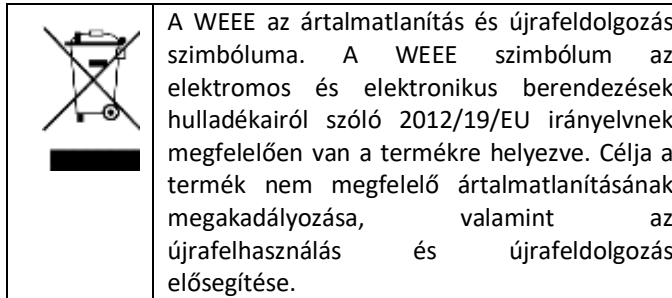 A WEEE az ártalmatlanítás és újrafeldolgozás
szimbóluma. A WEEE szimbólum az
elektromos és elektronikus berendezések
hulladékairól szóló 2012/19/EU irányelvnek
megfelelően van a termékre helyezve. Célja a
termék nem megfelelő ártalmatlanításának
megakadályozása, valamint az
újrafelhasználás és újrafeldolgozás
elősegítése.